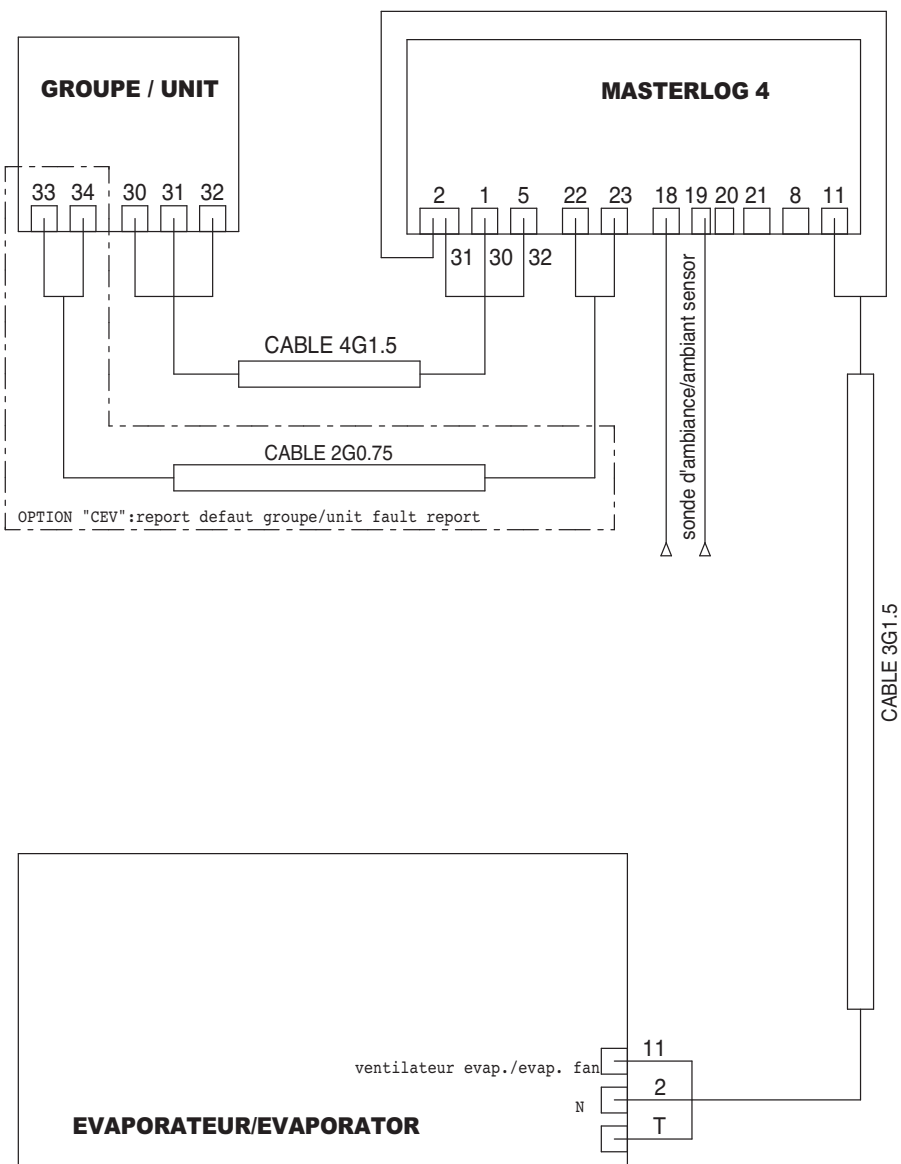 GROUPE / UNIT
MASTERLOG 4
33 34 30 31 32
2 1 5 22 23 18 19 20 21 8 11
31 30 32
sonde d'ambiance/ambiant sensor
CABLE 4G1.5
CABLE 2G0.75
OPTION "CEV":report defaut groupe/unit fault report
CABLE 3G1.5
11
ventilateur evap./evap. fan
2
N
T
EVAPORATEUR/EVAPORATOR